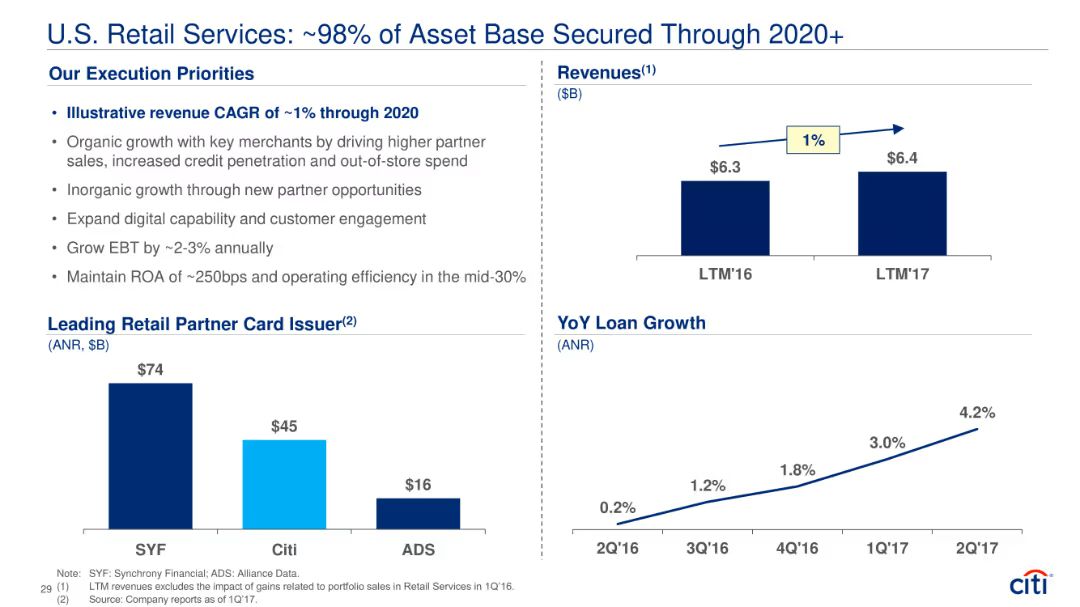 U.S. Retail Services: ~98% of Asset Base Secured Through 2020+
Our Execution Priorities
• Illustrative revenue CAGR of ~1% through 2020
• Organic growth with key merchants by driving higher partner
sales, increased credit penetration and out-of-store spend
• Inorganic growth through new partner opportunities
• Expand digital capability and customer engagement
• Grow EBT by ~2-3% annually
• Maintain ROA of ~250bps and operating efficiency in the mid-30%
Revenues(1)
($B)
1%
$6.3
$6.4
LTM'16
LTM'17
Leading Retail Partner Card Issuer(2)
(ANR, $B)
$74
$45
$16
SYF
Citi
ADS
YoY Loan Growth
(ANR)
0.2%
1.2%
1.8%
3.0%
4.2%
2Q'16
3Q'16
4Q'16
1Q'17
2Q'17
Note: SYF: Synchrony Financial; ADS: Alliance Data.
29 (1) LTM revenues excludes the impact of gains related to portfolio sales in Retail Services in 1Q'16.
(2) Source: Company reports as of 1Q'17.
citi